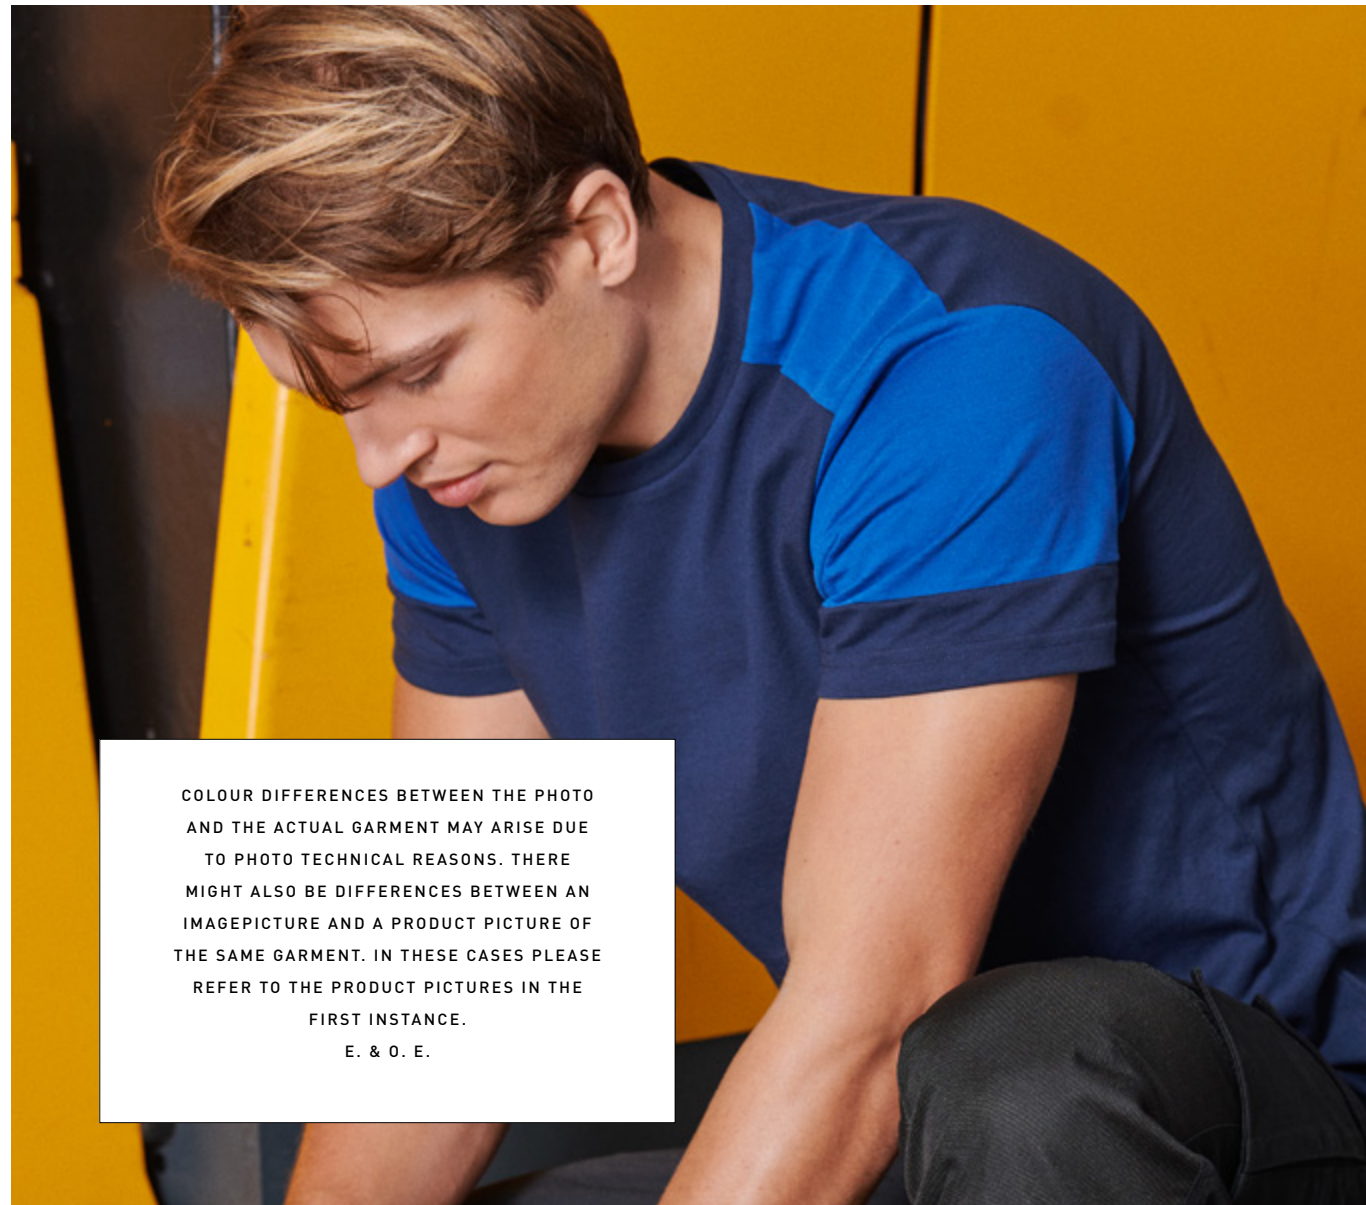 COLOUR DIFFERENCES BETWEEN THE PHOTO
AND THE ACTUAL GARMENT MAY ARISE DUE
TO PHOTO TECHNICAL REASONS. THERE
MIGHT ALSO BE DIFFERENCES BETWEEN AN
IMAGEPICTURE AND A PRODUCT PICTURE OF
THE SAME GARMENT. IN THESE CASES PLEASE
REFER TO THE PRODUCT PICTURES IN THE
FIRST INSTANCE.
E. & O. E.